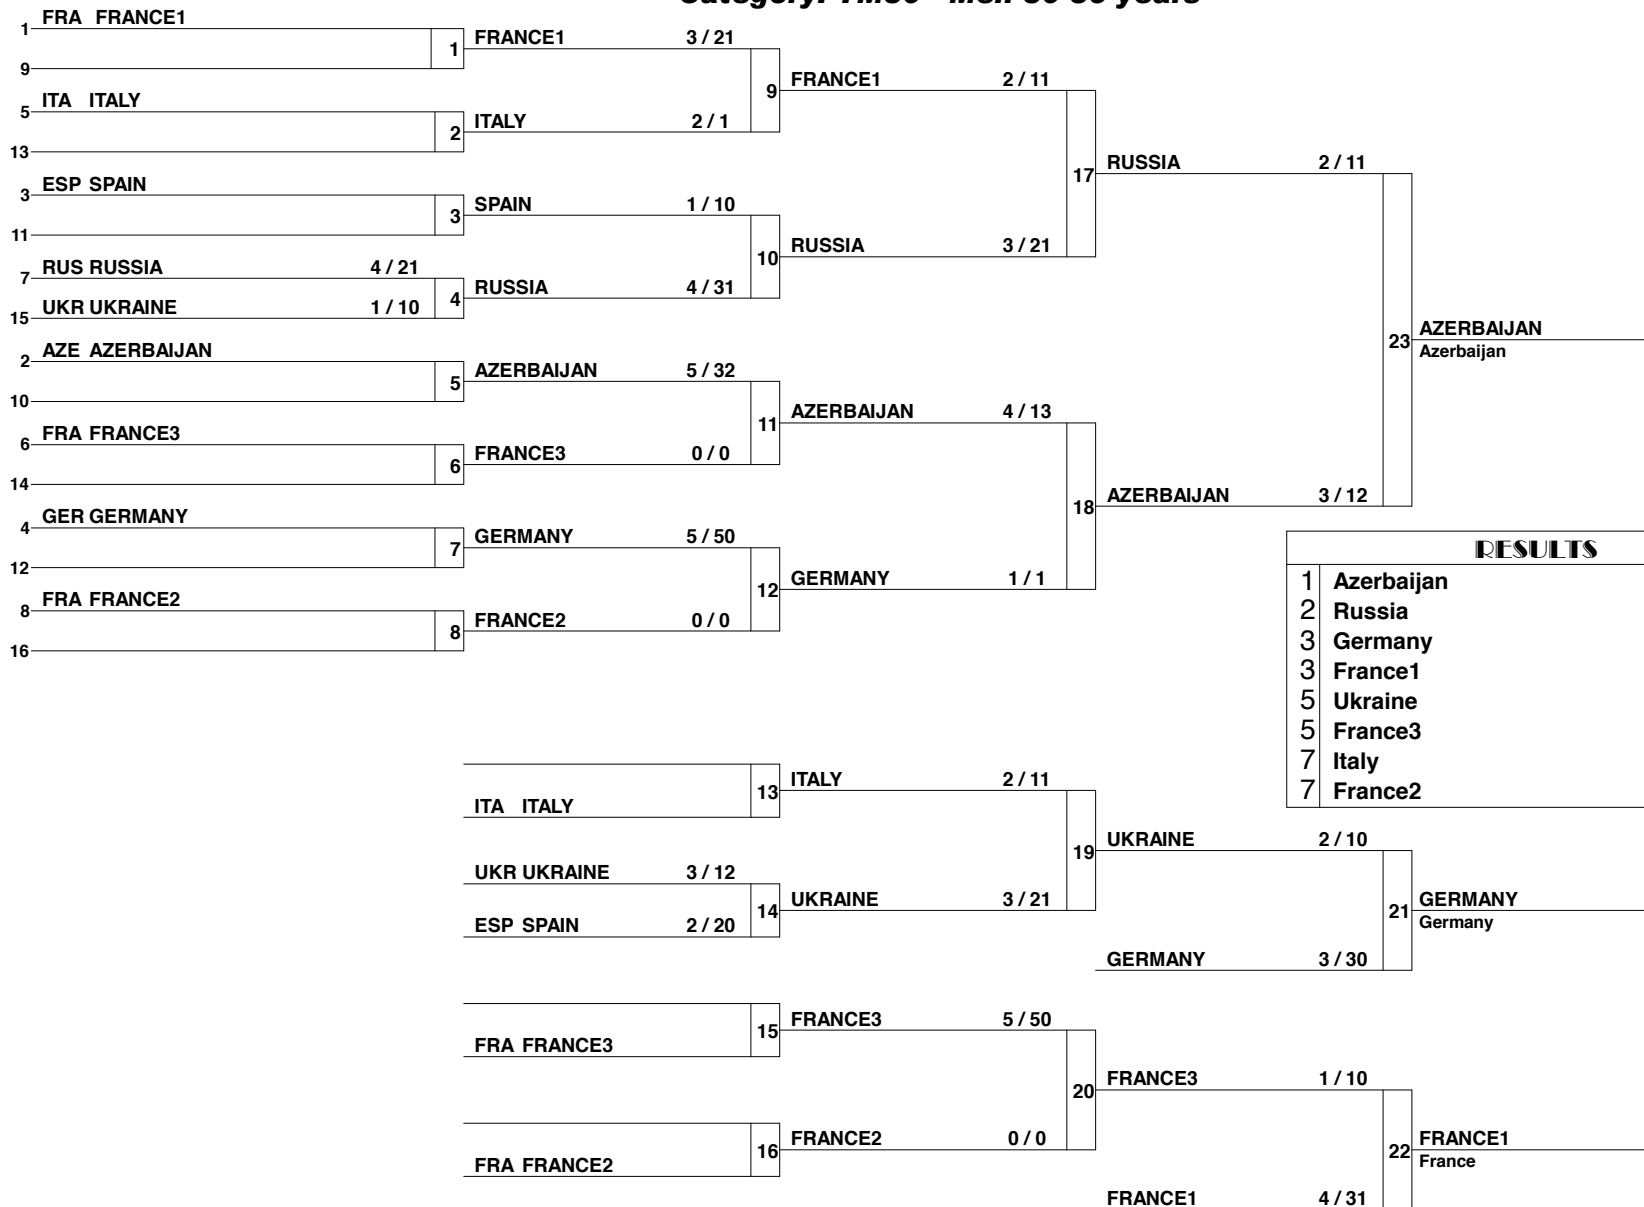 1 FRA FRANCE1
9
1 FRANCE1 3 / 21
5 ITA ITALY
13
2 ITALY 2 / 1
9 FRANCE1 2 / 11
3 ESP SPAIN
11
3 SPAIN 1 / 10
7 RUS RUSSIA 4 / 21
15 UKR UKRAINE 1 / 10
4 RUSSIA 4 / 31
10 RUSSIA 3 / 21
17 RUSSIA 2 / 11
2 AZE AZERBAIJAN
10
5 AZERBAIJAN 5 / 32
6 FRA FRANCE3
14
6 FRANCE3 0 / 0
11 AZERBAIJAN 4 / 13
4 GER GERMANY
12
7 GERMANY 5 / 50
8 FRA FRANCE2
16
8 FRANCE2 0 / 0
12 GERMANY 1 / 1
18 AZERBAIJAN 3 / 12
23 AZERBAIJAN
Azerbaijan
RESULTS
1 Azerbaijan
2 Russia
3 Germany
3 France1
5 Ukraine
5 France3
7 Italy
7 France2
ITA ITALY
13 ITALY 2 / 11
UKR UKRAINE 3 / 12
ESP SPAIN 2 / 20
14 UKRAINE 3 / 21
19 UKRAINE 2 / 10
GERMANY 3 / 30
21 GERMANY
Germany
FRA FRANCE3
15 FRANCE3 5 / 50
FRA FRANCE2
16 FRANCE2 0 / 0
20 FRANCE3 1 / 10
FRANCE1 4 / 31
22 FRANCE1
France